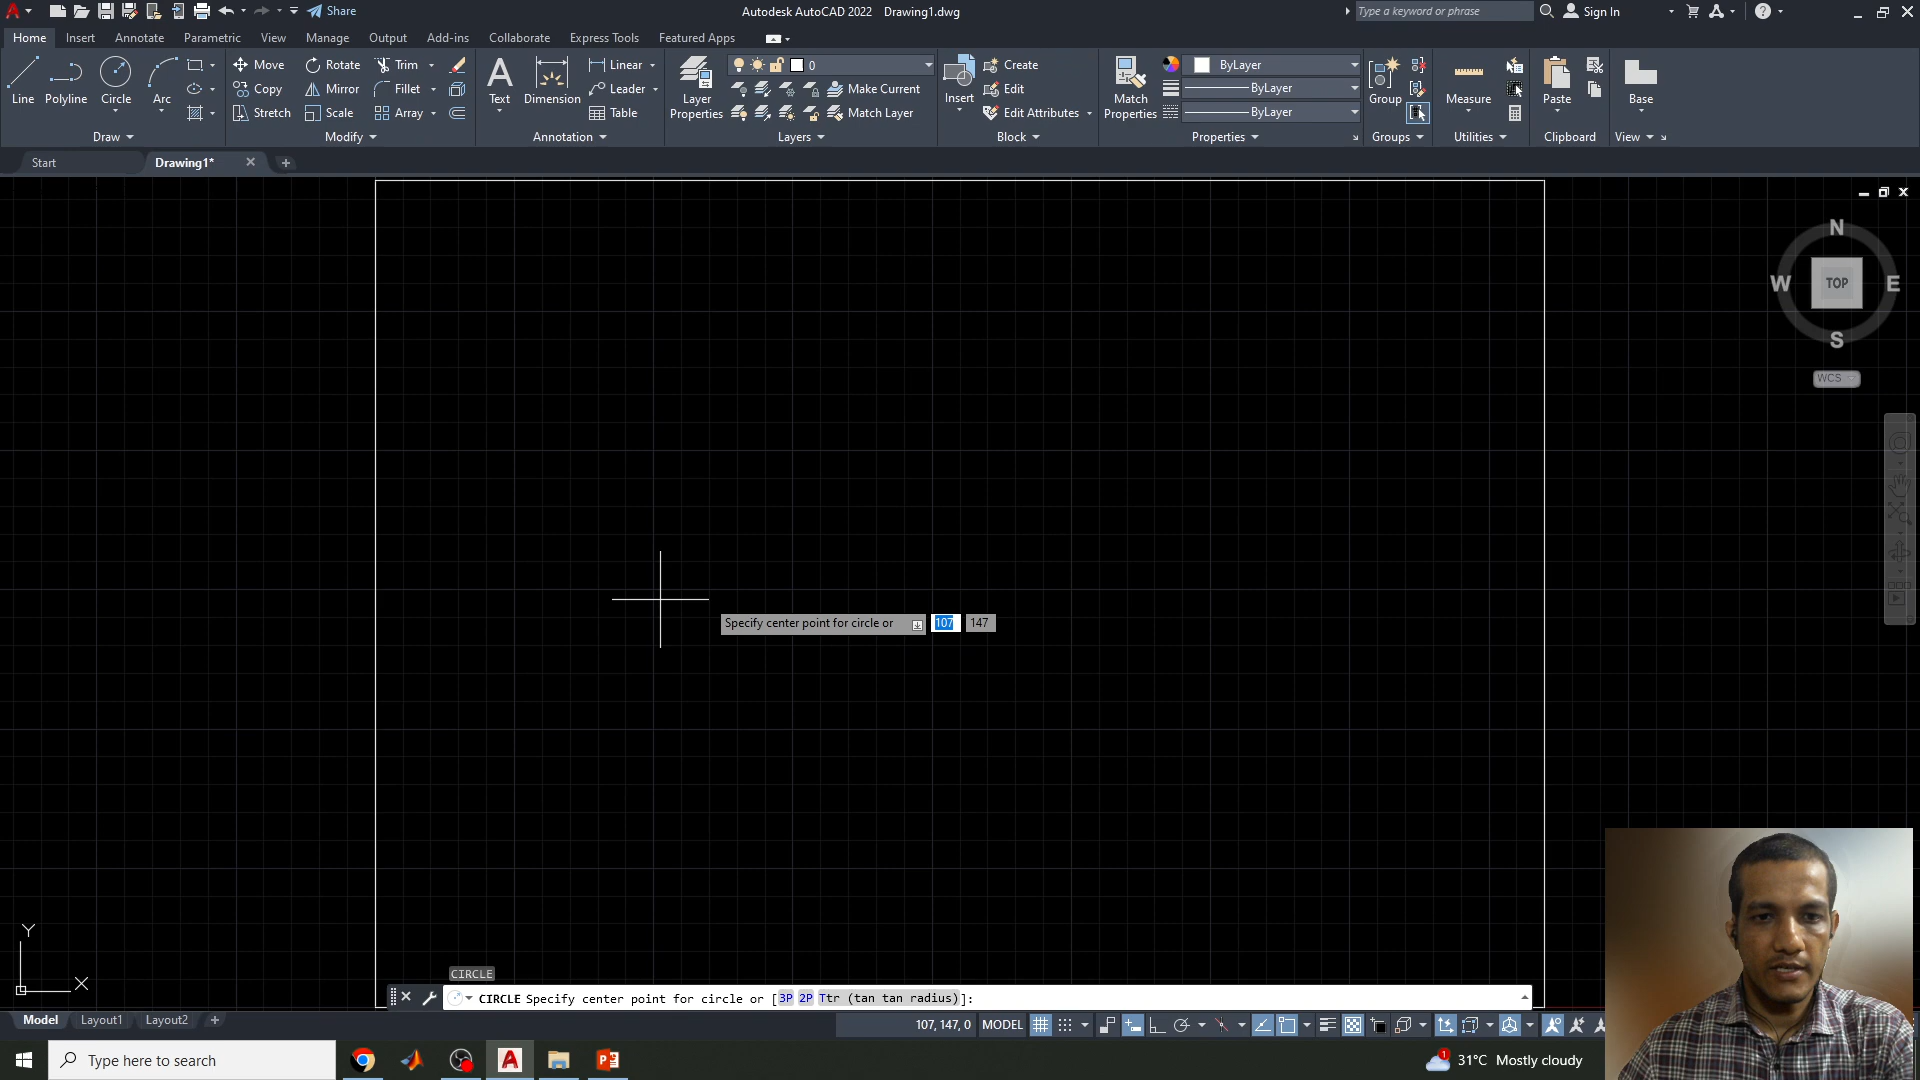 Share
Autodesk AutoCAD 2022 Drawing1.dwg
Type a keyword or phrase
Sign In
Home Insert Annotate Parametric View Manage Output Add-ins Collaborate Express Tools Featured Apps
Line Polyline Circle Arc
Move Rotate Trim
Copy Mirror Fillet
Stretch Scale Array
Text Dimension
Linear
Leader
Table
Layer Properties
0
Make Current
Match Layer
Insert
Create
Edit
Edit Attributes
Match Properties
ByLayer
ByLayer
ByLayer
Group
Measure
Paste
Base
Draw Modify Annotation Layers Block Properties Groups Utilities Clipboard View
Start Drawing1*
N
W TOP E
S
WCS
Specify center point for circle or 107 147
Y
X
CIRCLE
CIRCLE Specify center point for circle or [3P 2P Ttr (tan tan radius)]:
Model Layout1 Layout2
107, 147, 0 MODEL
Type here to search
1 31°C Mostly cloudy